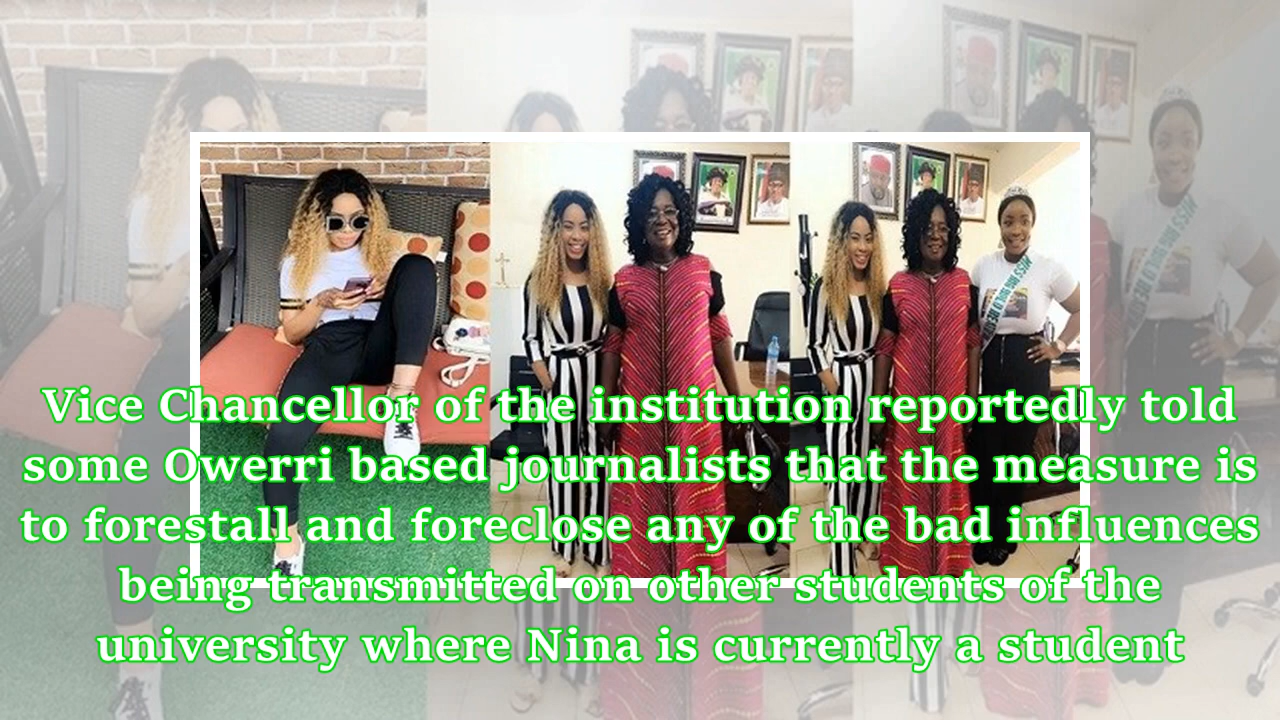 Vice Chancellor of the institution reportedly told
some Owerri based journalists that the measure is
to forestall and foreclose any of the bad influences
being transmitted on other students of the
university where Nina is currently a student